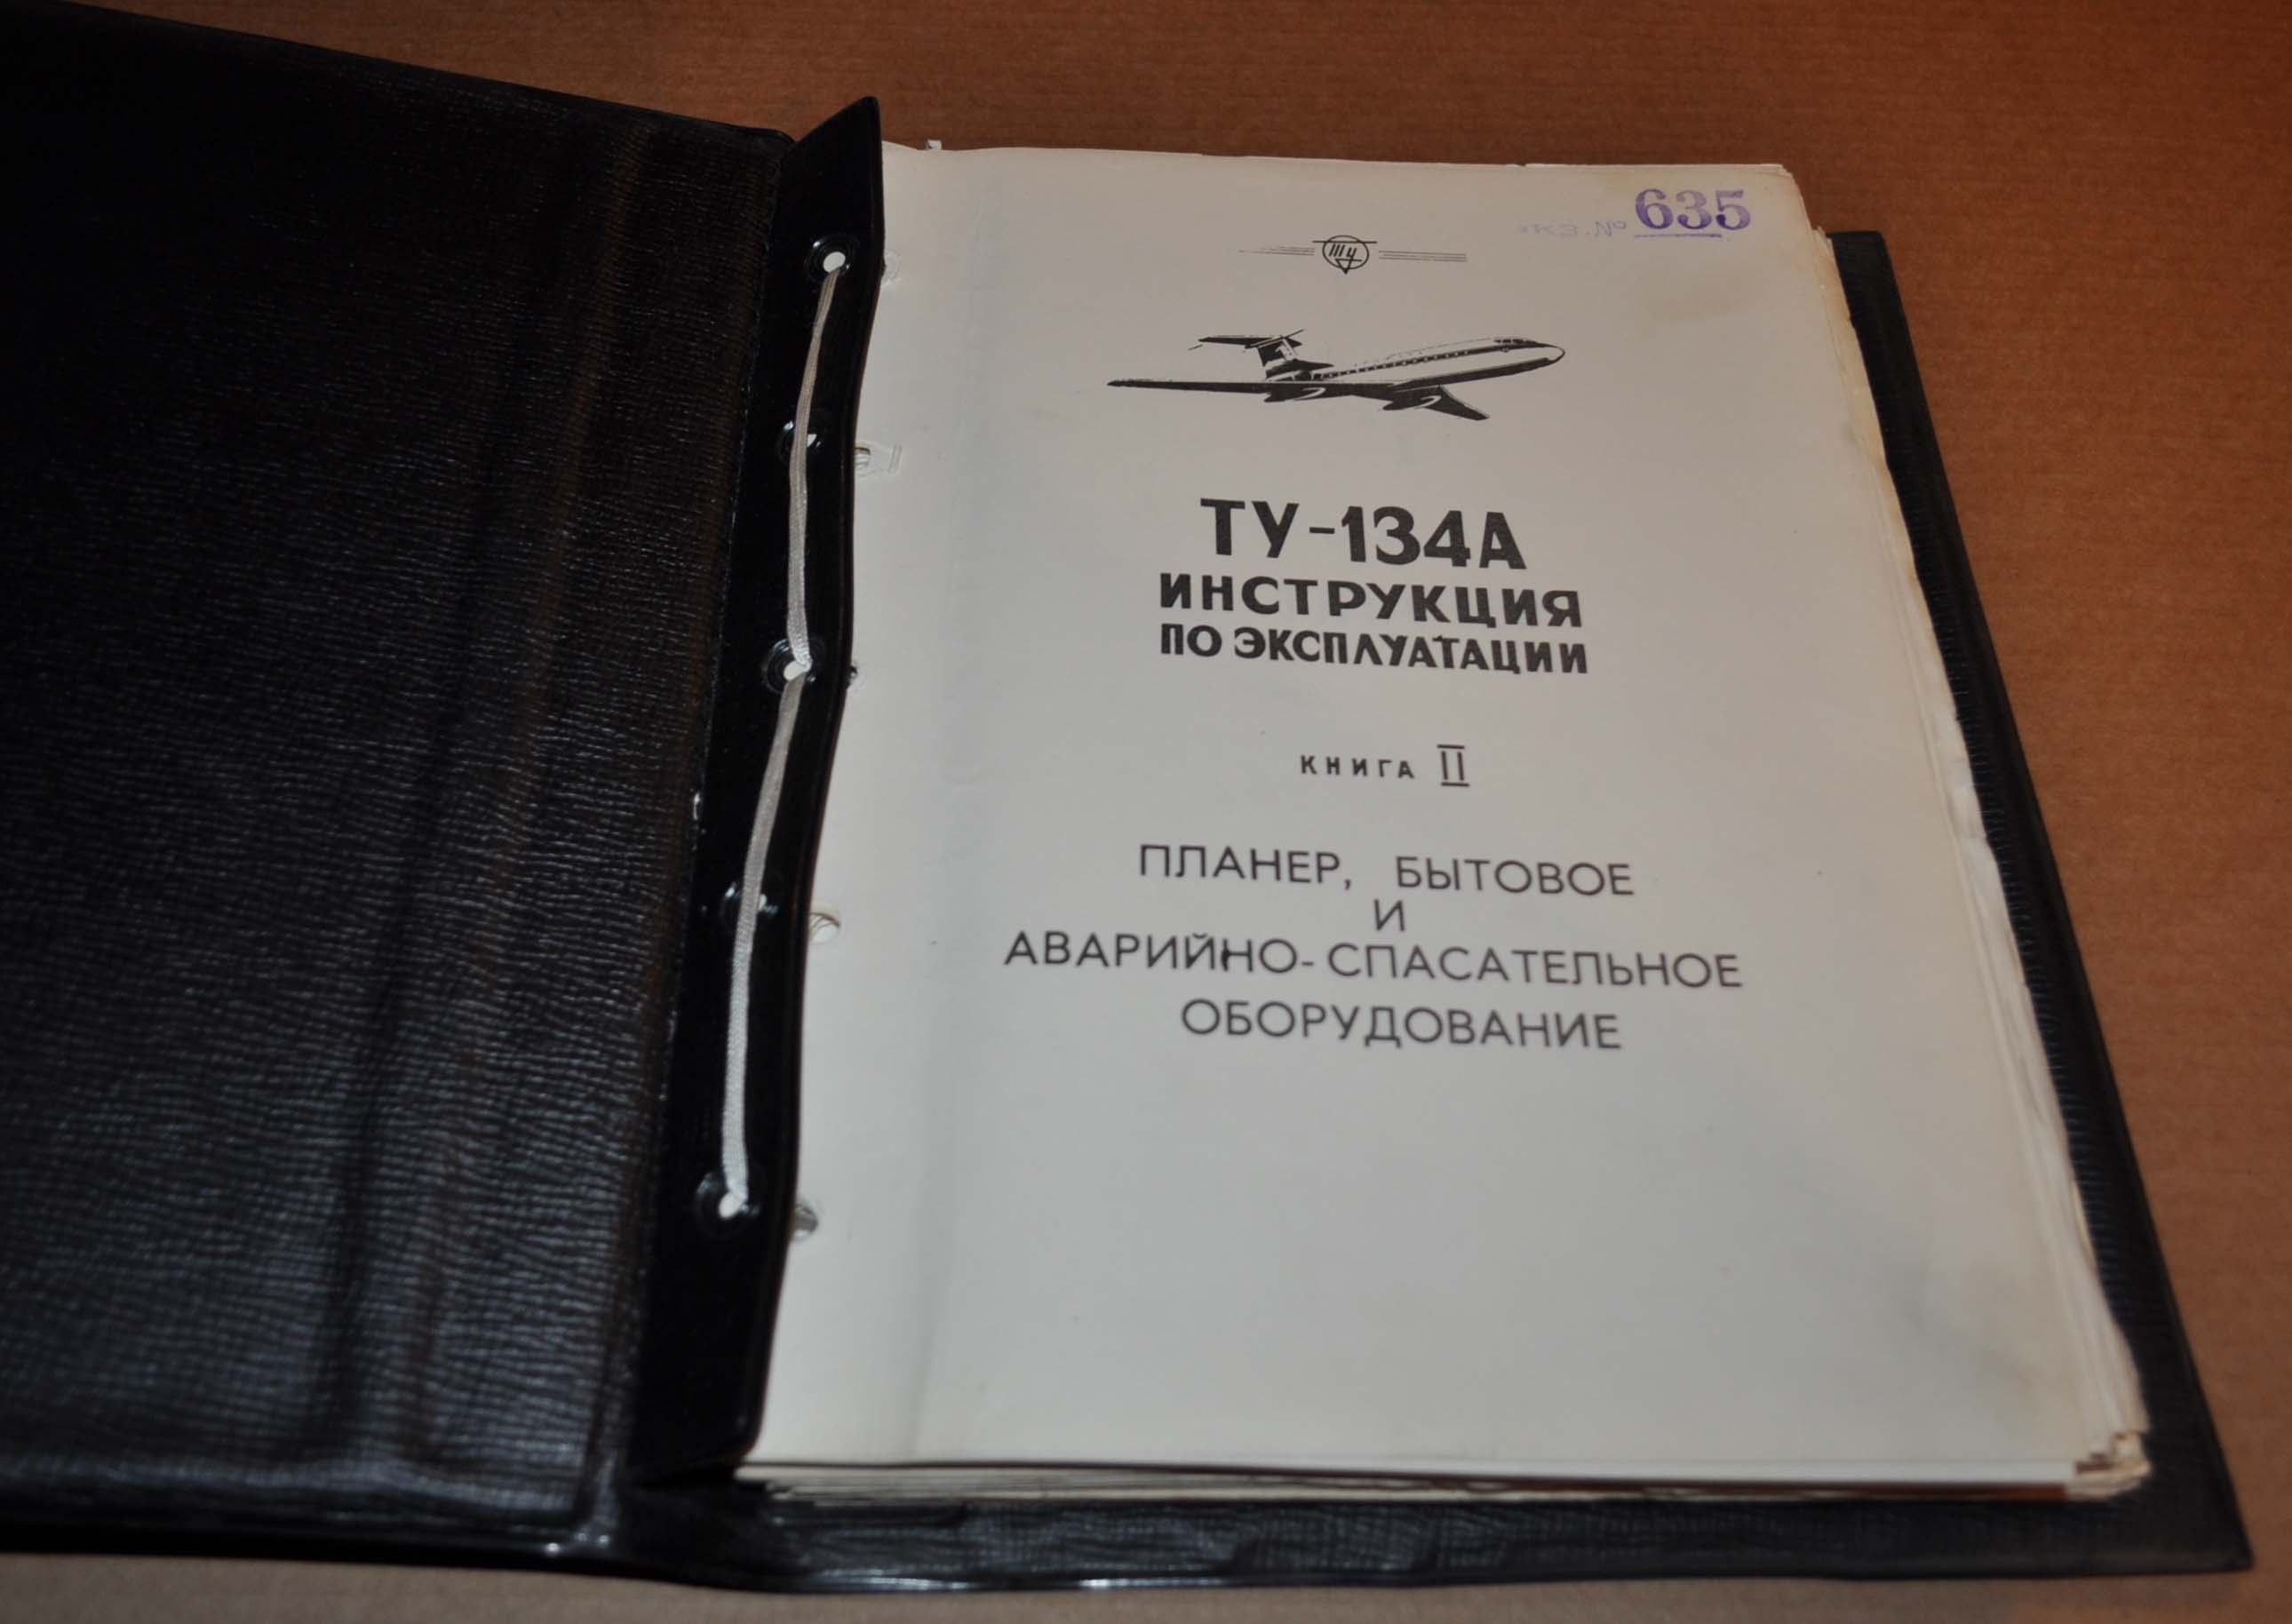 Экз. № 635
Ту
ТУ-134А
ИНСТРУКЦИЯ
ПО ЭКСПЛУАТАЦИИ
КНИГА II
ПЛАНЕР, БЫТОВОЕ
И
АВАРИЙНО-СПАСАТЕЛЬНОЕ
ОБОРУДОВАНИЕ